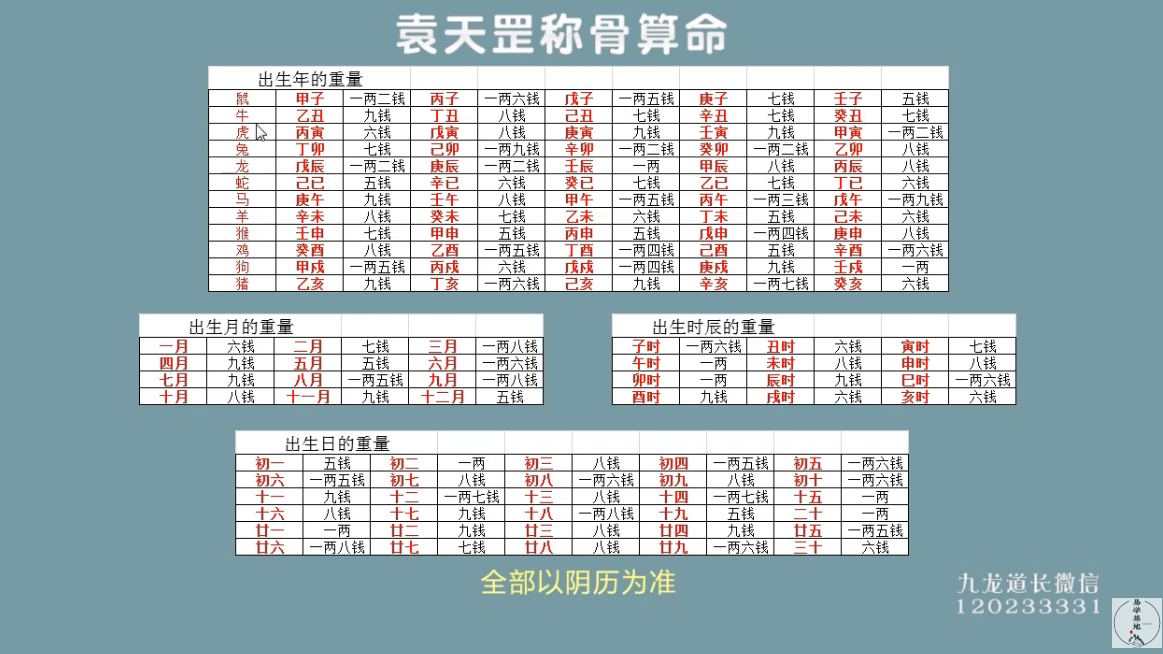 袁天罡称骨算命
出生年的重量
鼠 甲子 一两二钱 丙子 一两六钱 戊子 一两五钱 庚子 七钱 壬子 五钱
牛 乙丑 九钱 丁丑 八钱 己丑 七钱 辛丑 七钱 癸丑 七钱
虎 丙寅 六钱 戊寅 八钱 庚寅 九钱 壬寅 九钱 甲寅 一两二钱
兔 丁卯 七钱 己卯 一两九钱 辛卯 一两二钱 癸卯 一两二钱 乙卯 八钱
龙 戊辰 一两二钱 庚辰 一两二钱 壬辰 一两 甲辰 八钱 丙辰 八钱
蛇 己巳 五钱 辛巳 六钱 癸巳 七钱 乙巳 七钱 丁巳 六钱
马 庚午 九钱 壬午 八钱 甲午 一两五钱 丙午 一两三钱 戊午 一两九钱
羊 辛未 八钱 癸未 七钱 乙未 六钱 丁未 五钱 己未 六钱
猴 壬申 七钱 甲申 五钱 丙申 五钱 戊申 一两四钱 庚申 八钱
鸡 癸酉 八钱 乙酉 一两五钱 丁酉 一两四钱 己酉 五钱 辛酉 一两六钱
狗 甲戍 一两五钱 丙戍 六钱 戊戍 一两四钱 庚戍 九钱 壬戍 一两
猪 乙亥 九钱 丁亥 一两六钱 己亥 九钱 辛亥 一两七钱 癸亥 六钱
出生月的重量
一月 六钱 二月 七钱 三月 一两八钱
四月 九钱 五月 五钱 六月 一两六钱
七月 九钱 八月 一两五钱 九月 一两八钱
十月 八钱 十一月 九钱 十二月 五钱
出生时辰的重量
子时 一两六钱 丑时 六钱 寅时 七钱
午时 一两 未时 八钱 申时 八钱
卯时 一两 辰时 九钱 巳时 一两六钱
酉时 九钱 戌时 六钱 亥时 六钱
出生日的重量
初一 五钱 初二 一两 初三 八钱 初四 一两五钱 初五 一两六钱
初六 一两五钱 初七 八钱 初八 一两六钱 初九 八钱 初十 一两六钱
十一 九钱 十二 一两七钱 十三 八钱 十四 一两七钱 十五 一两
十六 八钱 十七 九钱 十八 一两八钱 十九 五钱 二十 一两
廿一 一两 廿二 九钱 廿三 八钱 廿四 九钱 廿五 一两五钱
廿六 一两八钱 廿七 七钱 廿八 八钱 廿九 一两六钱 三十 六钱
全部以阴历为准
九龙道长微信
120233331
易学基地